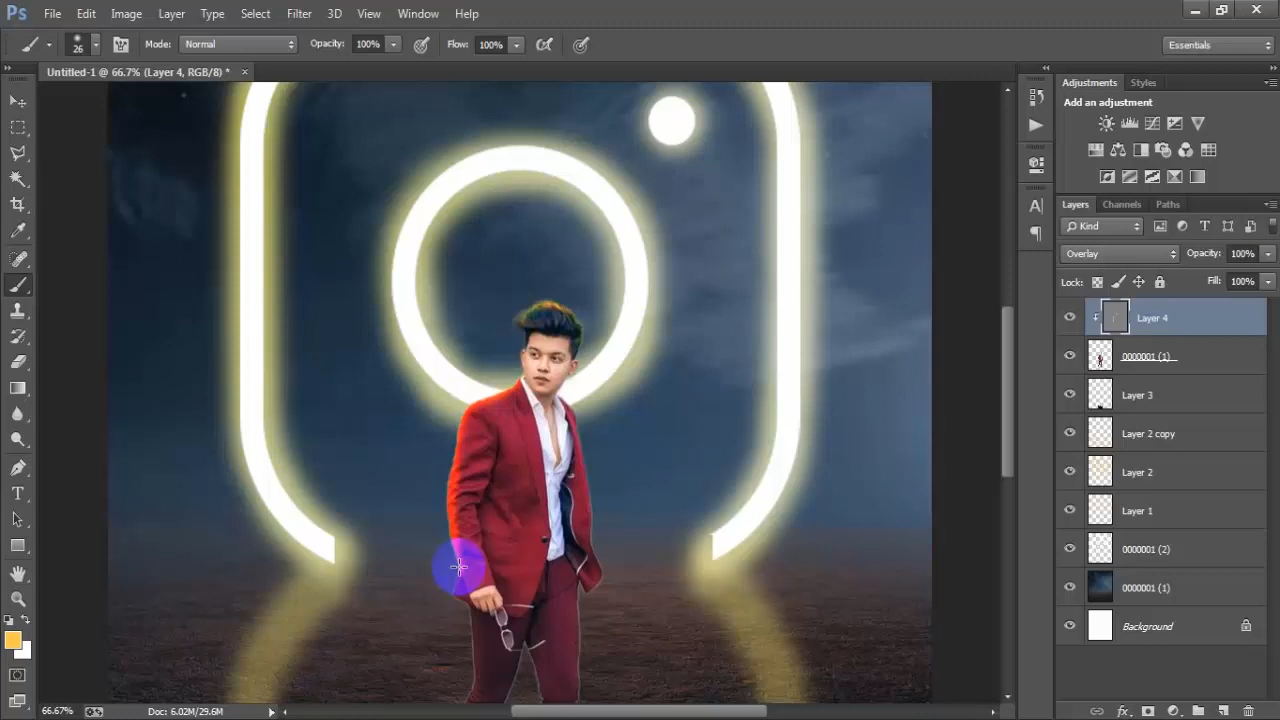 Ps File Edit Image Layer Type Select Filter 3D View Window Help
26 Mode: Normal Opacity: 100% Flow: 100% Essentials
Untitled-1 @ 66.7% (Layer 4, RGB/8) * ×
Adjustments Styles
Add an adjustment
Layers Channels Paths
Kind
Overlay Opacity: 100%
Lock: Fill: 100%
Layer 4
0000001 (1)
Layer 3
Layer 2 copy
Layer 2
Layer 1
0000001 (2)
0000001 (1)
Background
66.67% Doc: 6.02M/29.6M